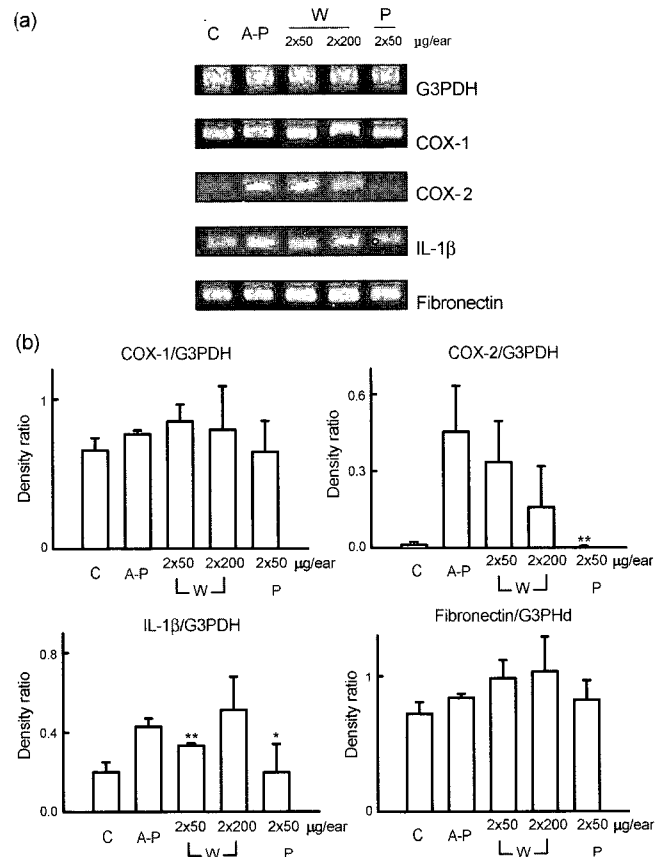 (a)
W P
C A-P 2x50 2x200 2x50 μg/ear
G3PDH
COX-1
COX-2
IL-1β
Fibronectin
(b)
COX-1/G3PDH
Density ratio
1
0
C A-P 2x50 2x200 2x50 μg/ear
W P
COX-2/G3PDH
Density ratio
0.6
0.3
0.0
**
C A-P 2x50 2x200 2x50 μg/ear
W P
IL-1β/G3PDH
Density ratio
0.8
0.4
0.0
** *
C A-P 2x50 2x200 2x50 μg/ear
W P
Fibronectin/G3PHd
Density ratio
1
0
C A-P 2x50 2x200 2x50 μg/ear
W P